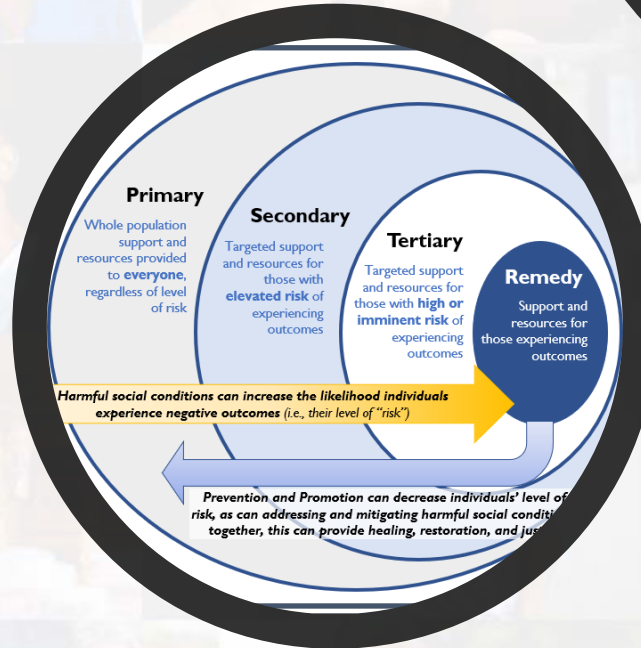 Primary
Whole population
support and
resources provided
to everyone,
regardless of level
of risk
Secondary
Targeted support
and resources for
those with
elevated risk of
experiencing
outcomes
Tertiary
Targeted support
and resources for
those with high or
imminent risk of
experiencing
outcomes
Remedy
Support and
resources for
those experiencing
outcomes
Harmful social conditions can increase the likelihood individuals
experience negative outcomes (i.e., their level of “risk”)
Prevention and Promotion can decrease individuals’ level of
risk, as can addressing and mitigating harmful social
together, this can provide healing, restoration, and